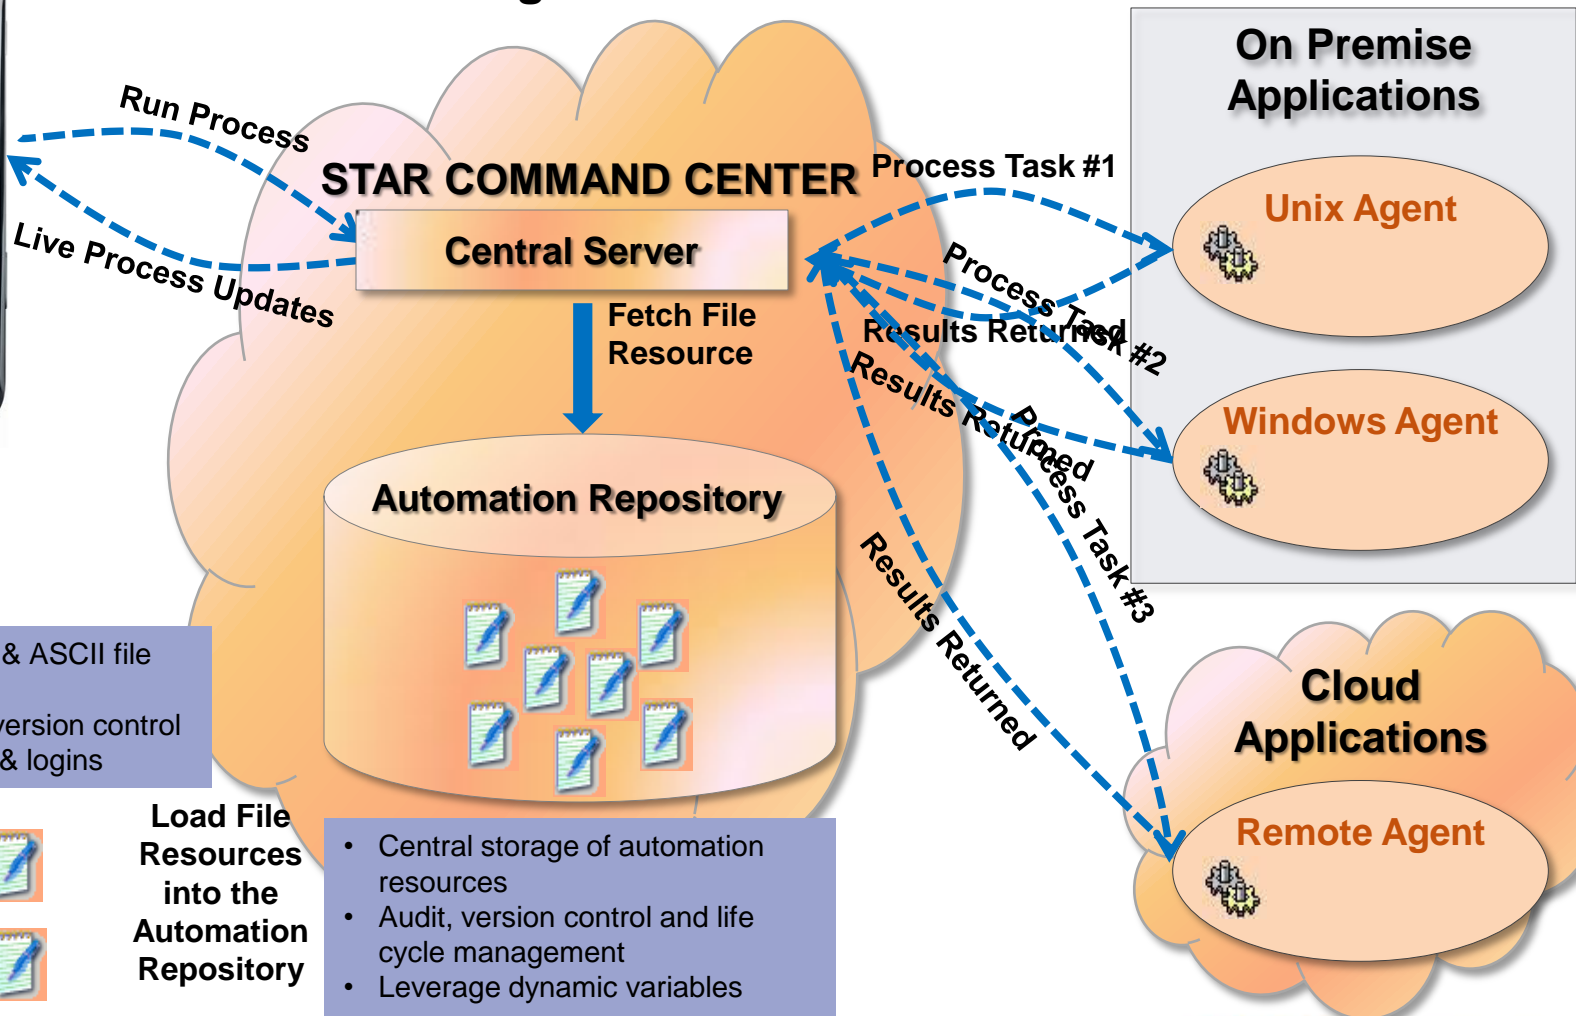 On Premise
Applications
Run Process
STAR COMMAND CENTER
Process Task #1
Unix Agent
Central Server
Live Process Updates
Process Task #2
Fetch File
Resource
Results Returned
Results Returned
Windows Agent
Process Task #3
Automation Repository
Results Returned
& ASCII file
version control
& logins
Cloud
Applications
Remote Agent
Load File
Resources
into the
Automation
Repository
• Central storage of automation
resources
• Audit, version control and life
cycle management
• Leverage dynamic variables